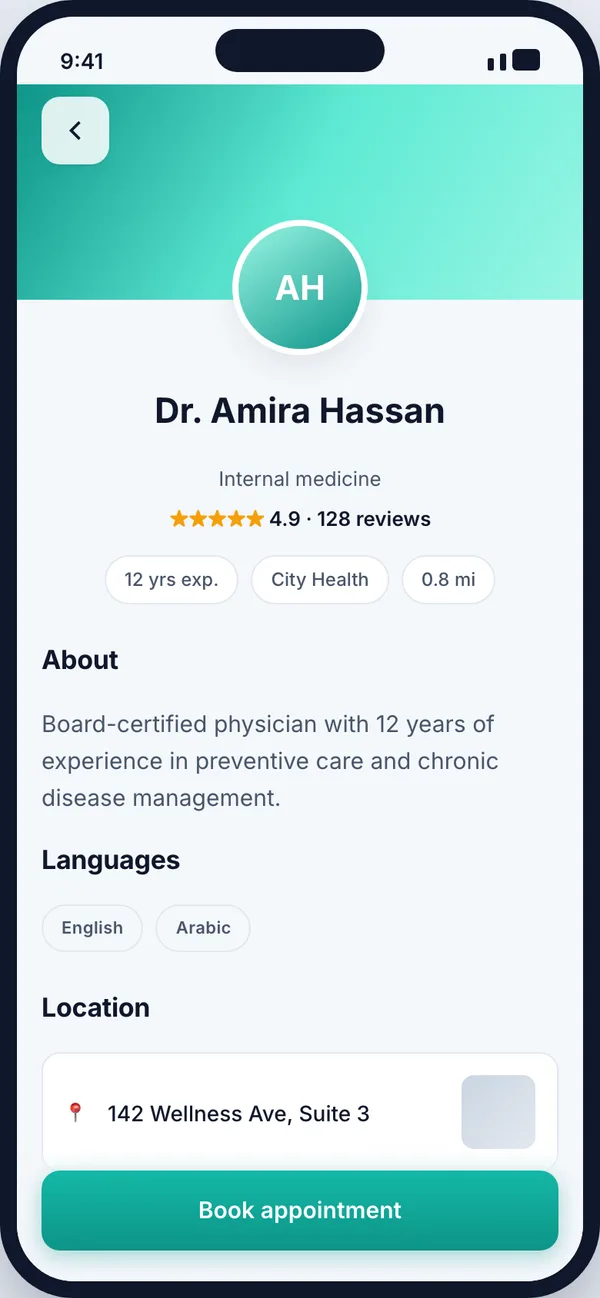 9:41
AH
Dr. Amira Hassan
Internal medicine
4.9 · 128 reviews
12 yrs exp.
City Health
0.8 mi
About
Board-certified physician with 12 years of
experience in preventive care and chronic
disease management.
Languages
English
Arabic
Location
142 Wellness Ave, Suite 3
Book appointment